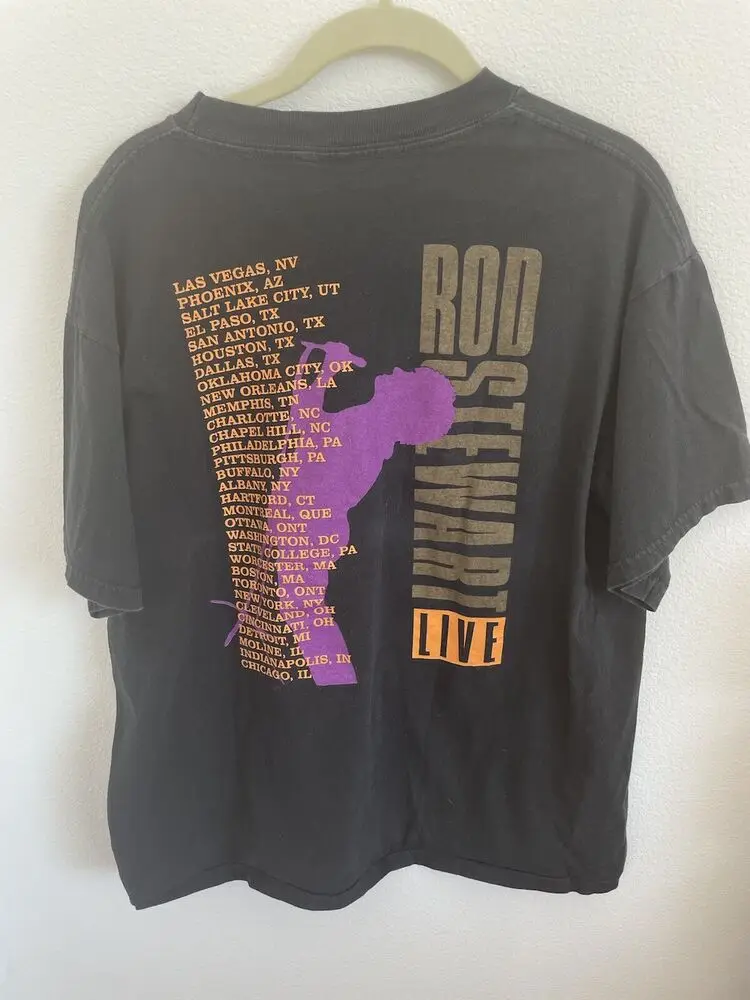 LAS VEGAS, NV
PHOENIX, AZ
SALT LAKE CITY, UT
EL PASO, TX
SAN ANTONIO, TX
HOUSTON, TX
DALLAS, TX
OKLAHOMA CITY, OK
NEW ORLEANS, LA
MEMPHIS, TN
CHARLOTTE, NC
CHAPEL HILL, NC
PHILADELPHIA, PA
PITTSBURGH, PA
BUFFALO, NY
ALBANY, NY
HARTFORD, CT
MONTREAL, QUE
OTTAWA, ONT
WASHINGTON, DC
STATE COLLEGE, PA
WORCESTER, MA
BOSTON, MA
TORONTO, ONT
NEW YORK, NY
CLEVELAND, OH
CINCINNATI, OH
DETROIT, MI
MOLINE, IL
INDIANAPOLIS, IN
CHICAGO, IL
ROD
STEWART
LIVE